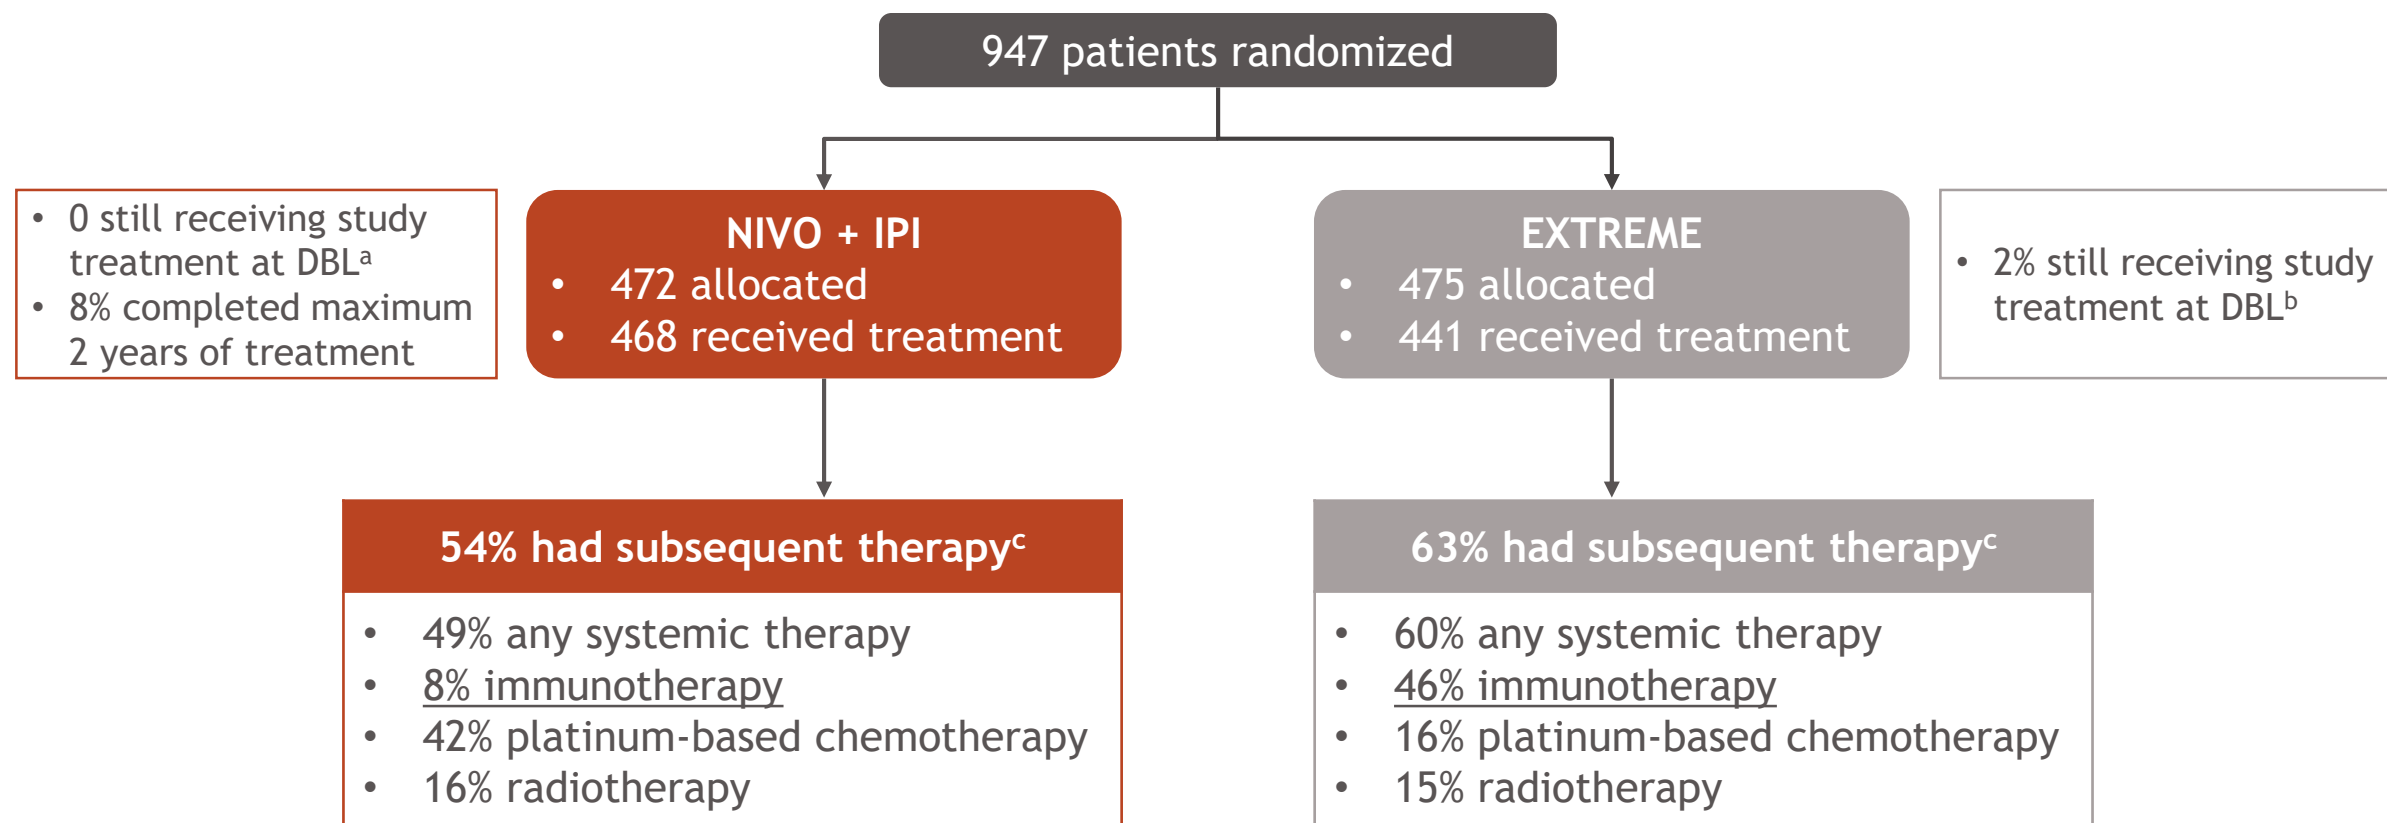 947 patients randomized
• 0 still receiving study
treatment at DBLᵃ
• 8% completed maximum
2 years of treatment
NIVO + IPI
• 472 allocated
• 468 received treatment
EXTREME
• 475 allocated
• 441 received treatment
• 2% still receiving study
treatment at DBLᵇ
54% had subsequent therapyᶜ
• 49% any systemic therapy
• 8% immunotherapy
• 42% platinum-based chemotherapy
• 16% radiotherapy
63% had subsequent therapyᶜ
• 60% any systemic therapy
• 46% immunotherapy
• 16% platinum-based chemotherapy
• 15% radiotherapy